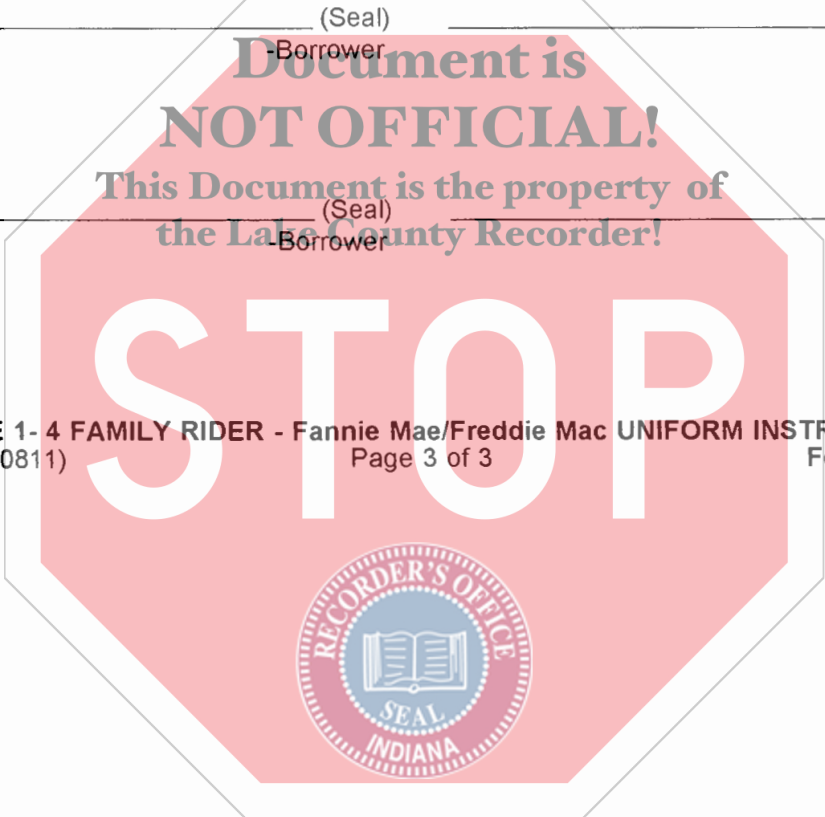 (Seal)
-Borrower
Document is
NOT OFFICIAL!
This Document is the property of
(Seal)
the Lake County Recorder!
-Borrower
STOP
1- 4 FAMILY RIDER - Fannie Mae/Freddie Mac UNIFORM INSTR
0811)
Page 3 of 3
RECORDER'S OFFICE
SEAL
INDIANA